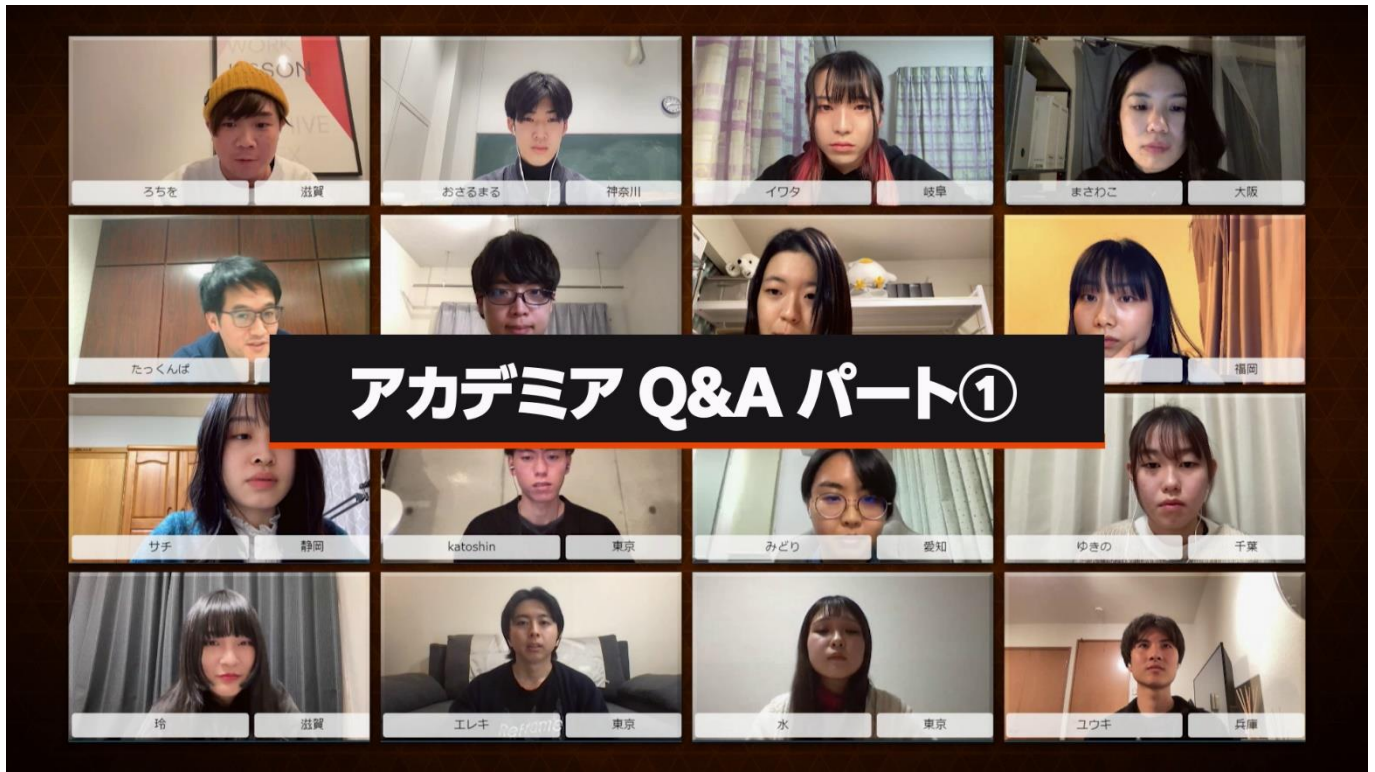 WORK
LESSON
ろちを 滋賀
おさるまる 神奈川
イワタ 岐阜
まさわこ 大阪
たっくんぱ
福岡
アカデミア Q&A パート①
サチ 静岡
katoshin 東京
みどり 愛知
ゆきの 千葉
玲 滋賀
エレキ 東京
水 東京
ユウキ 兵庫